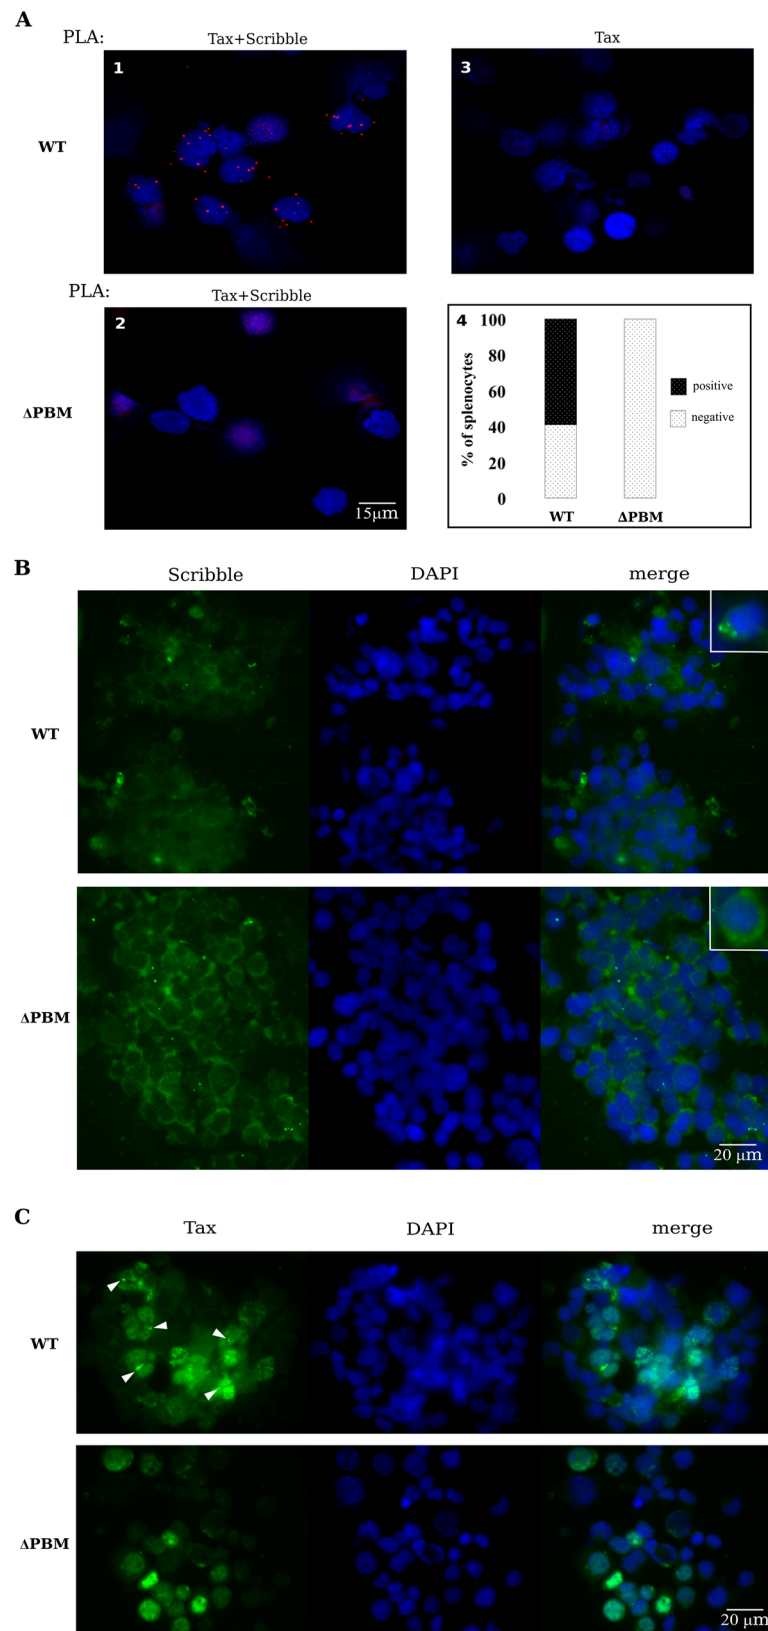 A
PLA:
Tax+Scribble
Tax
WT
1
3
PLA:
Tax+Scribble
ΔPBM
2
15μm
4
% of splenocytes
100
80
60
40
20
0
WT
ΔPBM
positive
negative
B
Scribble
DAPI
merge
WT
ΔPBM
20 μm
C
Tax
DAPI
merge
WT
ΔPBM
20 μm